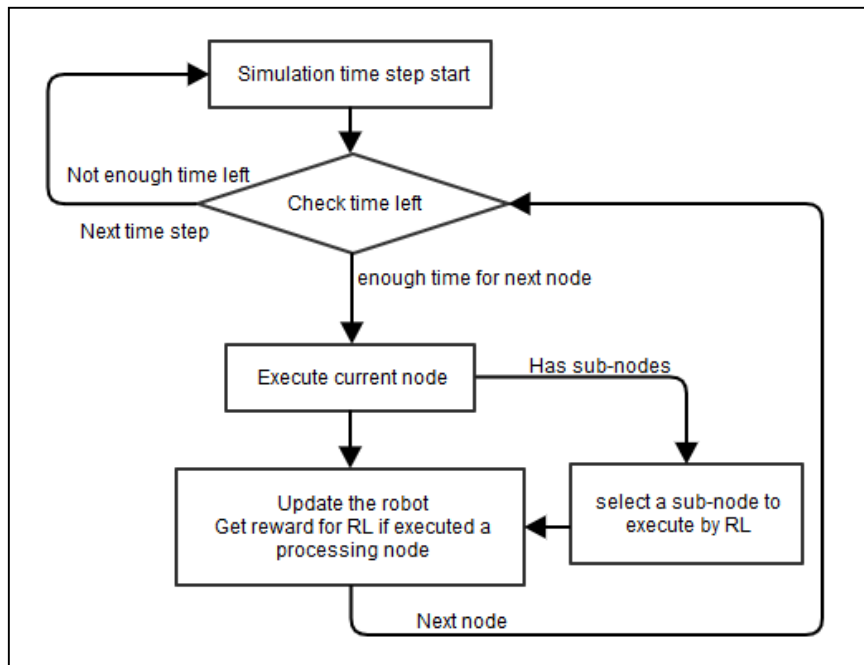 Simulation time step start
Not enough time left
Check time left
Next time step
enough time for next node
Has sub-nodes
Execute current node
Update the robot
Get reward for RL if executed a
processing node
select a sub-node to
execute by RL
Next node